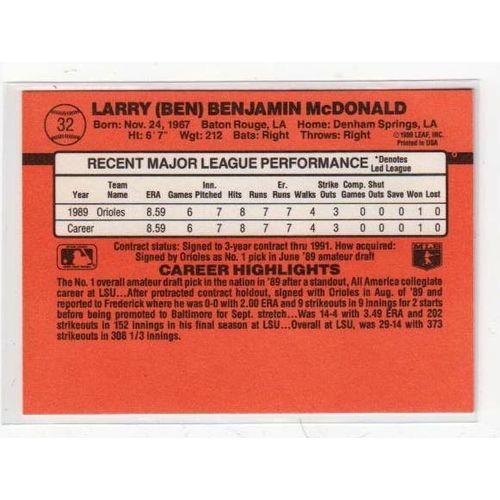 32
LARRY (BEN) BENJAMIN McDONALD
Born: Nov. 24, 1967 Baton Rouge, LA Home: Denham Springs, LA
Ht: 6'7" Wgt: 212 Bats: Right Throws: Right
©1989 LEAF, INC.
Printed in USA
RECENT MAJOR LEAGUE PERFORMANCE *Denotes Led League
Year Team Name ERA Games Inn. Pitched Hits Runs Er. Runs Walks Strike Outs Comp. Games Shut Outs Save Won Lost
1989 Orioles 8.59 6 7 8 7 7 4 3 0 0 0 1 0
Career 8.59 6 7 8 7 7 4 3 0 0 0 1 0
Contract status: Signed to 3-year contract thru 1991. How acquired:
Signed by Orioles as No. 1 pick in June '89 amateur draft
CAREER HIGHLIGHTS
The No. 1 overall amateur draft pick in the nation in '89 after a standout, All America collegiate
career at LSU...After protracted contract holdout, signed with Orioles in Aug. of '89 and
reported to Frederick where he was 0-0 with 2.00 ERA and 9 strikeouts in 9 innings for 2 starts
before being promoted to Baltimore for Sept. stretch...Was 14-4 with 3.49 ERA and 202
strikeouts in 152 innings in his final season at LSU...Overall at LSU, was 29-14 with 373
strikeouts in 308 1/3 innings.
MLB